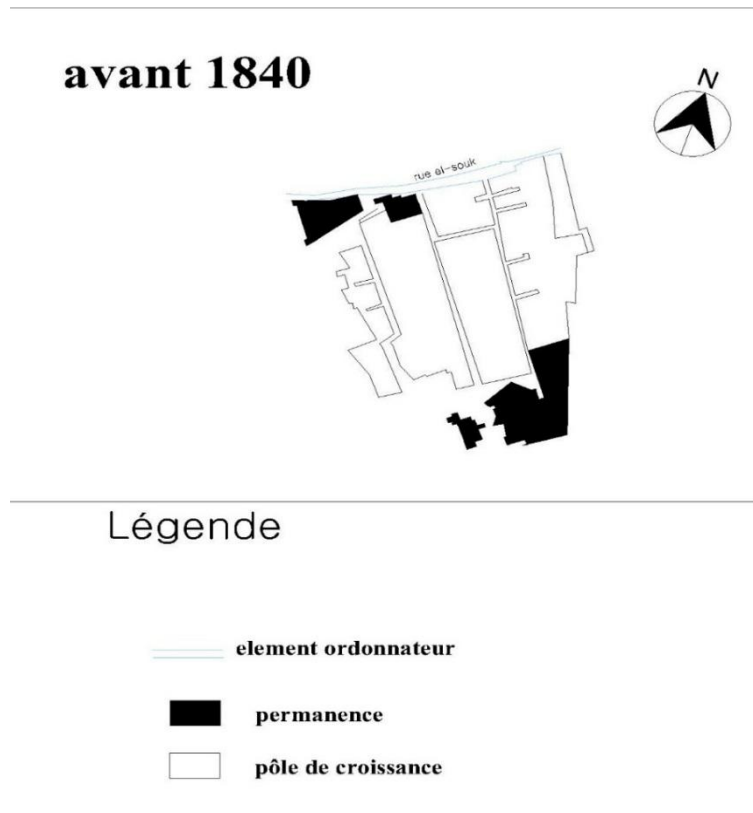 avant 1840
N
rue el-souk
Légende
element ordonnateur
permanence
pôle de croissance